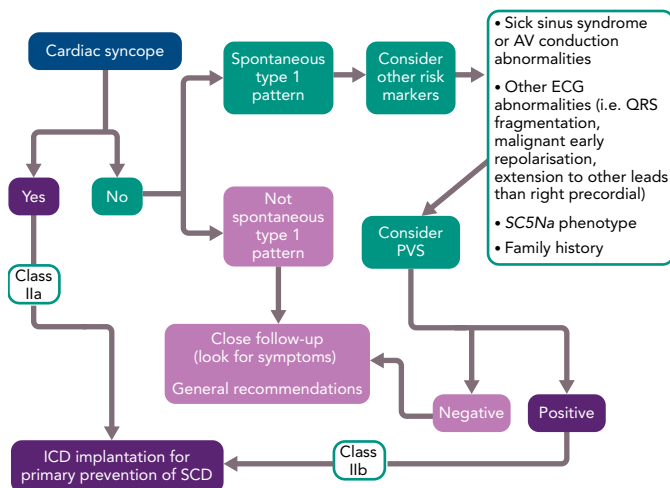 Cardiac syncope
Spontaneous
type 1
pattern
Consider
other risk
markers
• Sick sinus syndrome
or AV conduction
abnormalities
• Other ECG
abnormalities (i.e. QRS
fragmentation,
malignant early
repolarisation,
extension to other leads
than right precordial)
• SC5Na phenotype
• Family history
Yes
No
Not
spontaneous
type 1
pattern
Consider
PVS
Class
IIa
Close follow-up
(look for symptoms)
General recommendations
Negative
Positive
ICD implantation for
primary prevention of SCD
Class
IIb